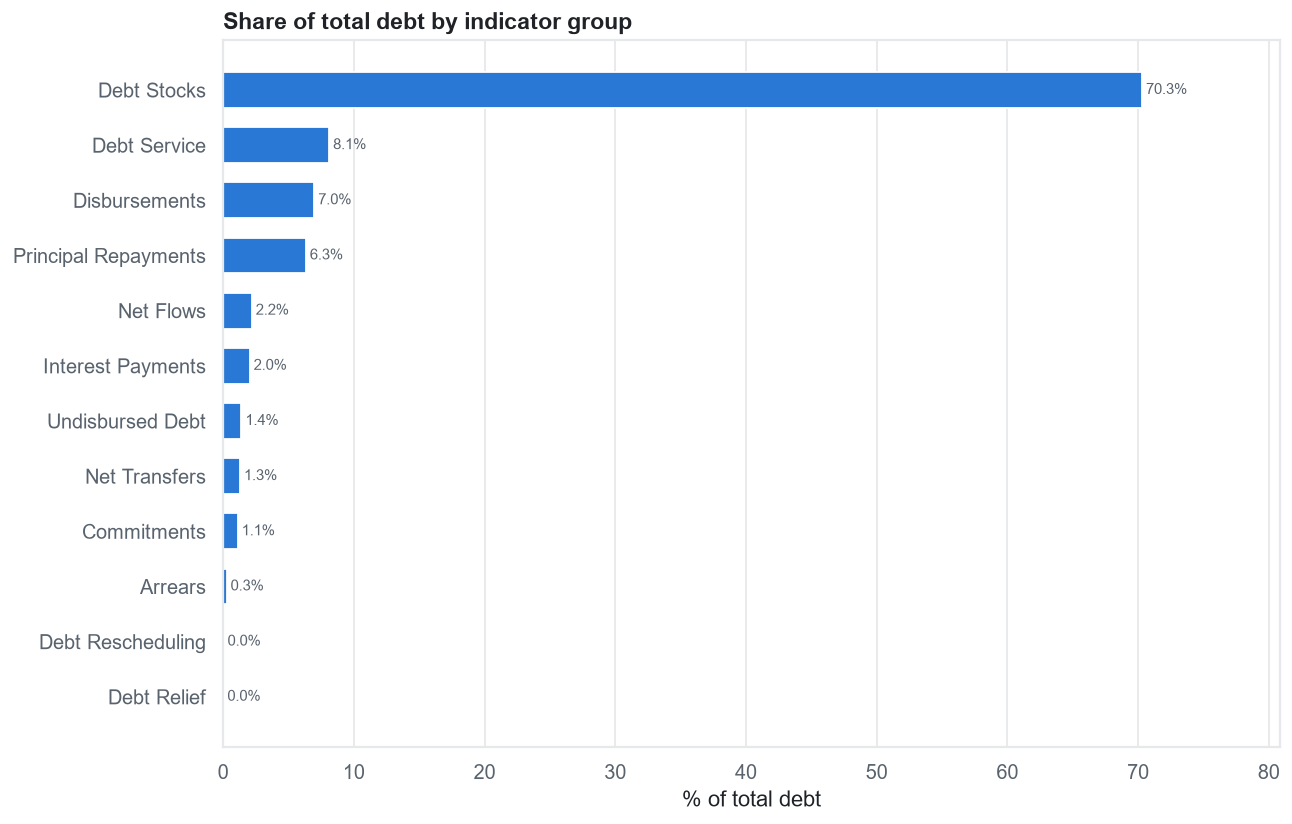 Share of total debt by indicator group
Debt Stocks 70.3%
Debt Service 8.1%
Disbursements 7.0%
Principal Repayments 6.3%
Net Flows 2.2%
Interest Payments 2.0%
Undisbursed Debt 1.4%
Net Transfers 1.3%
Commitments 1.1%
Arrears 0.3%
Debt Rescheduling 0.0%
Debt Relief 0.0%
0 10 20 30 40 50 60 70 80
% of total debt